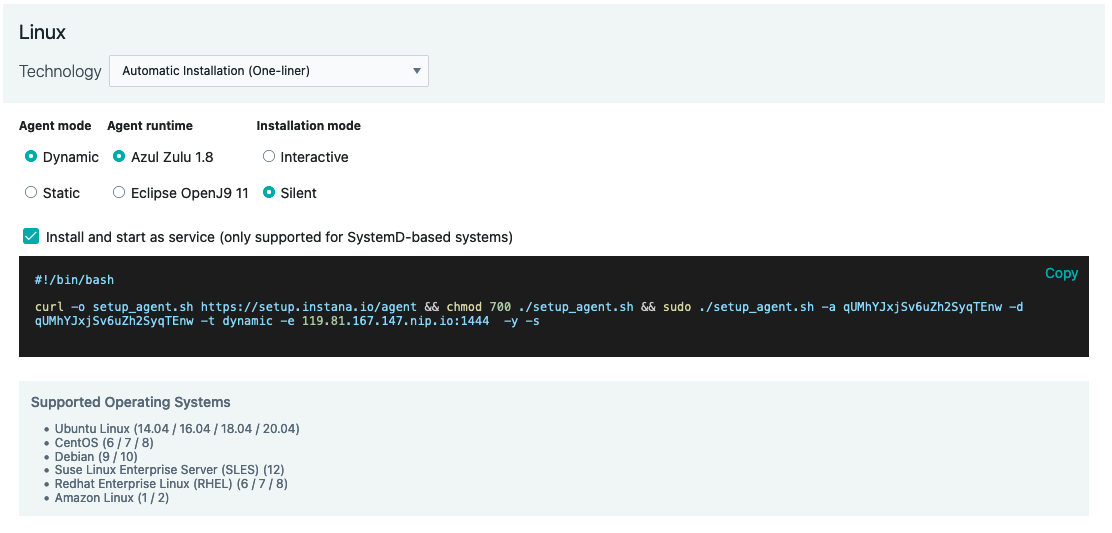 Linux
Technology Automatic Installation (One-liner)
Agent mode Agent runtime Installation mode
Dynamic Azul Zulu 1.8 Interactive
Static Eclipse OpenJ9 11 Silent
Install and start as service (only supported for SystemD-based systems)
Copy
#!/bin/bash
curl -o setup_agent.sh https://setup.instana.io/agent && chmod 700 ./setup_agent.sh && sudo ./setup_agent.sh -a qUMhYJxjSv6uZh2SyqTEnw -d
qUMhYJxjSv6uZh2SyqTEnw -t dynamic -e 119.81.167.147.nip.io:1444  -y -s
Supported Operating Systems
• Ubuntu Linux (14.04 / 16.04 / 18.04 / 20.04)
• CentOS (6 / 7 / 8)
• Debian (9 / 10)
• Suse Linux Enterprise Server (SLES) (12)
• Redhat Enterprise Linux (RHEL) (6 / 7 / 8)
• Amazon Linux (1 / 2)